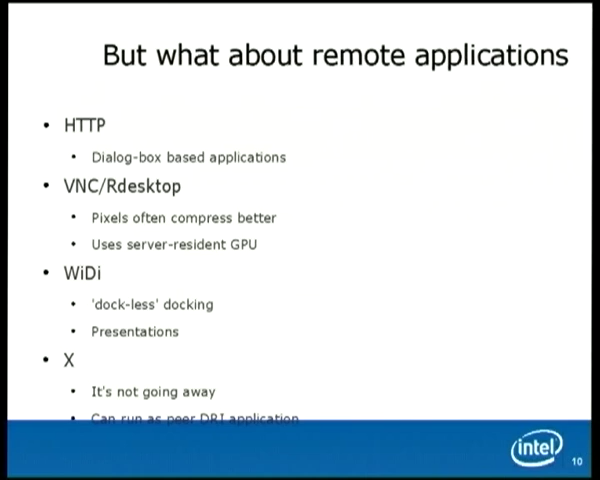 But what about remote applications
• HTTP
• Dialog-box based applications
• VNC/Rdesktop
• Pixels often compress better
• Uses server-resident GPU
• WiDi
• 'dock-less' docking
• Presentations
• X
• It's not going away
• Can run as peer DRI application
intel
10